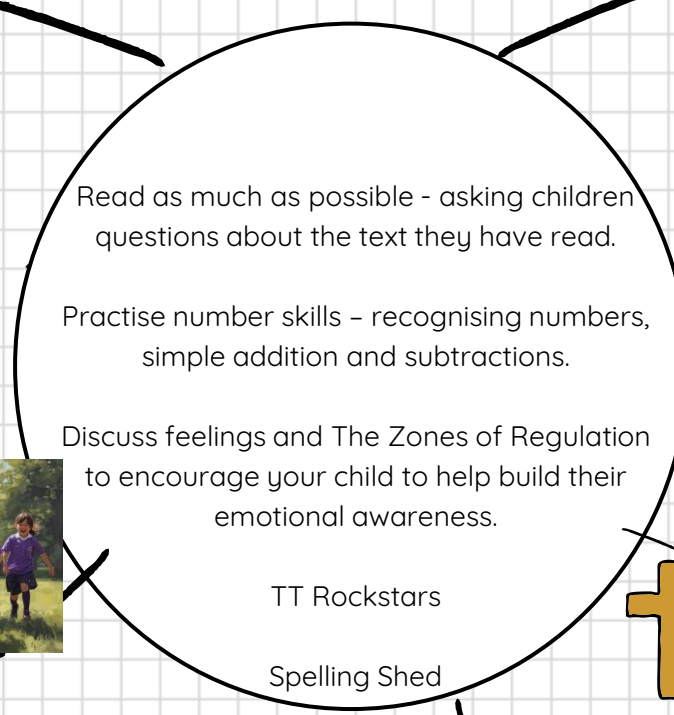 Read as much as possible - asking children
questions about the text they have read.
Practise number skills – recognising numbers,
simple addition and subtractions.
Discuss feelings and The Zones of Regulation
to encourage your child to help build their
emotional awareness.
TT Rockstars
Spelling Shed